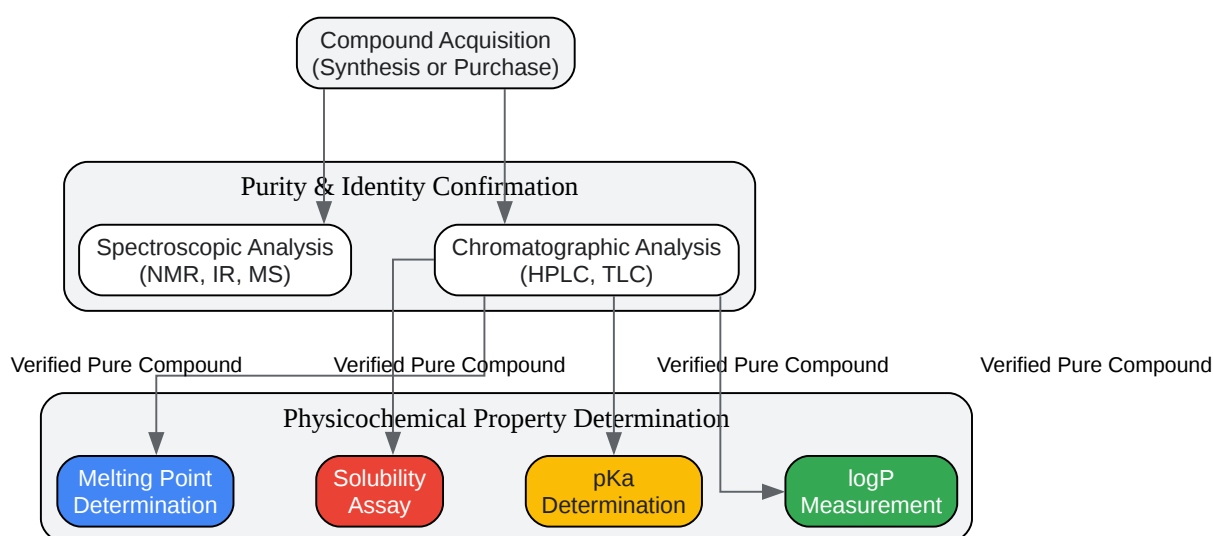 Compound Acquisition
(Synthesis or Purchase)
Purity & Identity Confirmation
Spectroscopic Analysis
(NMR, IR, MS)
Chromatographic Analysis
(HPLC, TLC)
Verified Pure Compound
Verified Pure Compound
Verified Pure Compound
Verified Pure Compound
Physicochemical Property Determination
Melting Point
Determination
Solubility
Assay
pKa
Determination
logP
Measurement